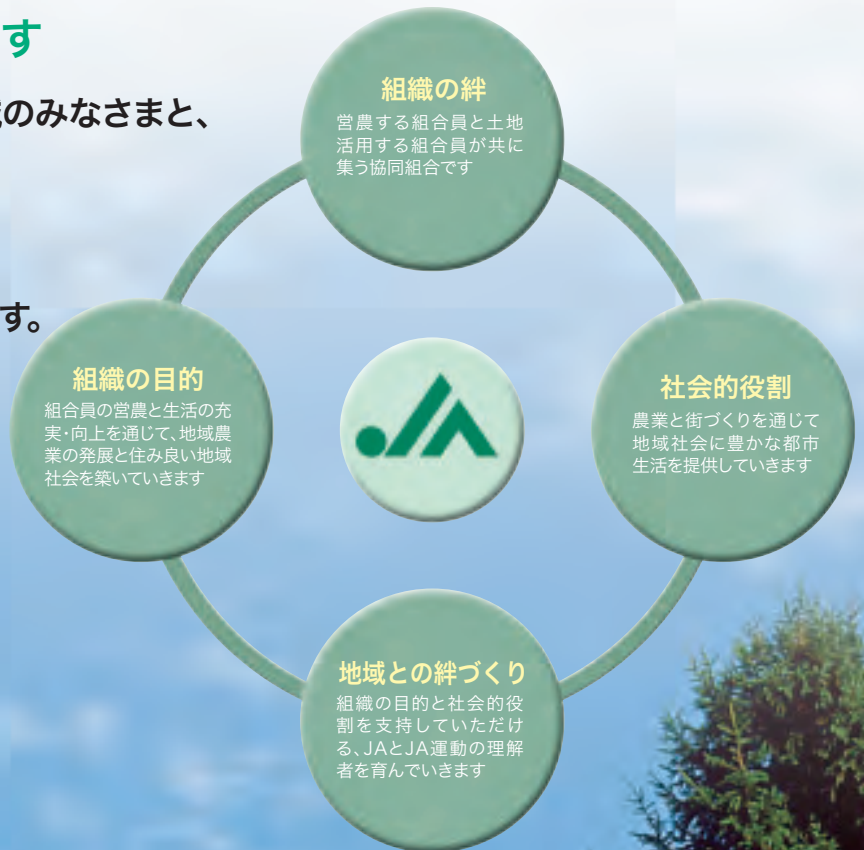 す
のみなさまと、
す。
組織の絆
営農する組合員と土地
活用する組合員が共に
集う協同組合です
組織の目的
組合員の営農と生活の充
実・向上を通じて、地域農
業の発展と住み良い地域
社会を築いていきます
JA
社会的役割
農業と街づくりを通じて
地域社会に豊かな都市
生活を提供していきます
地域との絆づくり
組織の目的と社会的役
割を支持していただけ
る、JAとJA運動の理解
者を育んでいきます